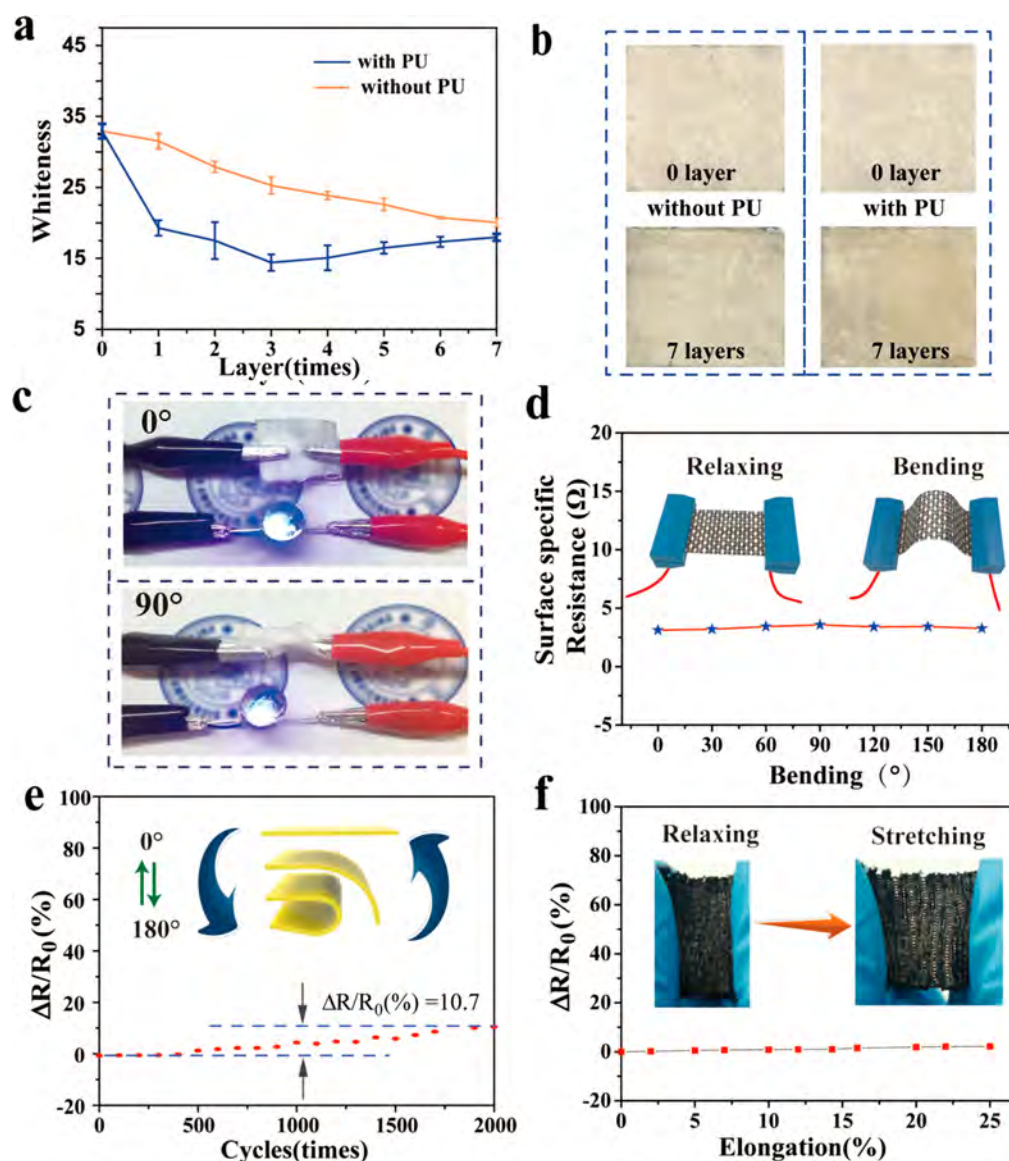 a
45
35
25
15
5
Whiteness
with PU
without PU
0 1 2 3 4 5 6 7
Layer(times)
b
0 layer
0 layer
without PU
with PU
7 layers
7 layers
c
0°
90°
d
20
15
10
5
0
-5
Surface specific
Resistance (Ω)
Relaxing
Bending
0 30 60 90 120 150 180
Bending （°）
e
100
80
60
40
20
0
-20
ΔR/R0(%)
0°
180°
ΔR/R0(%) =10.7
0 500 1000 1500 2000
Cycles(times)
f
100
80
60
40
20
0
-20
ΔR/R0(%)
Relaxing
Stretching
0 5 10 15 20 25
Elongation(%)